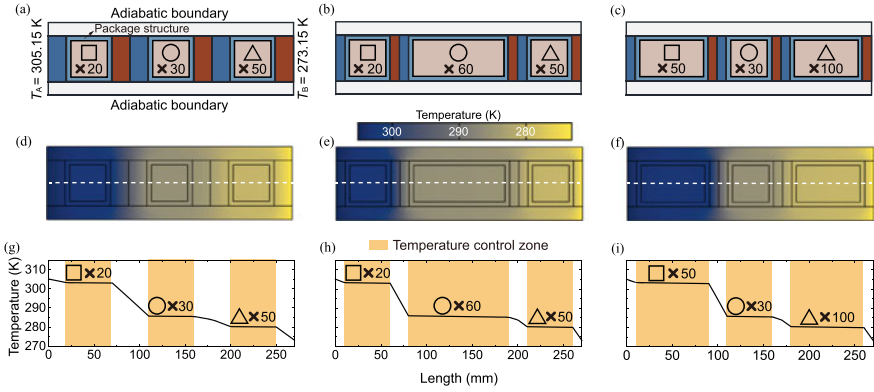 (a) Adiabatic boundary
Package structure
T_A = 305.15 K
□ ×20 ○ ×30 △ ×50
Adiabatic boundary
T_B = 273.15 K
(b)
□ ×20 ○ ×60 △ ×50
(c)
□ ×50 ○ ×30 △ ×100
Temperature (K)
300 290 280
(d) (e) (f)
Temperature control zone
(g)
Temperature (K)
315
310
300
290
280
270
□×20
○×30
△×50
0 50 100 150 200 250
(h)
□×20
○×60
△×50
0 50 100 150 200 250
(i)
□×50
○×30
△×100
0 50 100 150 200 250
Length (mm)